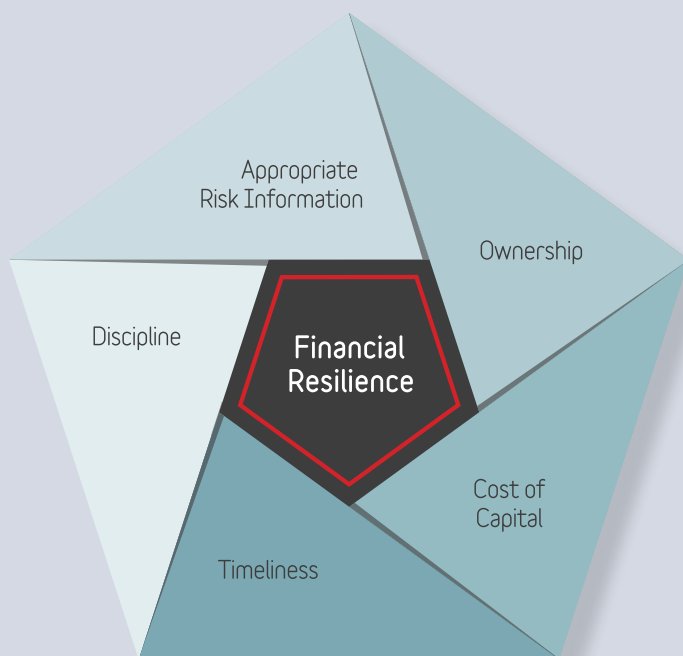 Appropriate
Risk Information
Ownership
Discipline
Financial
Resilience
Cost of
Capital
Timeliness